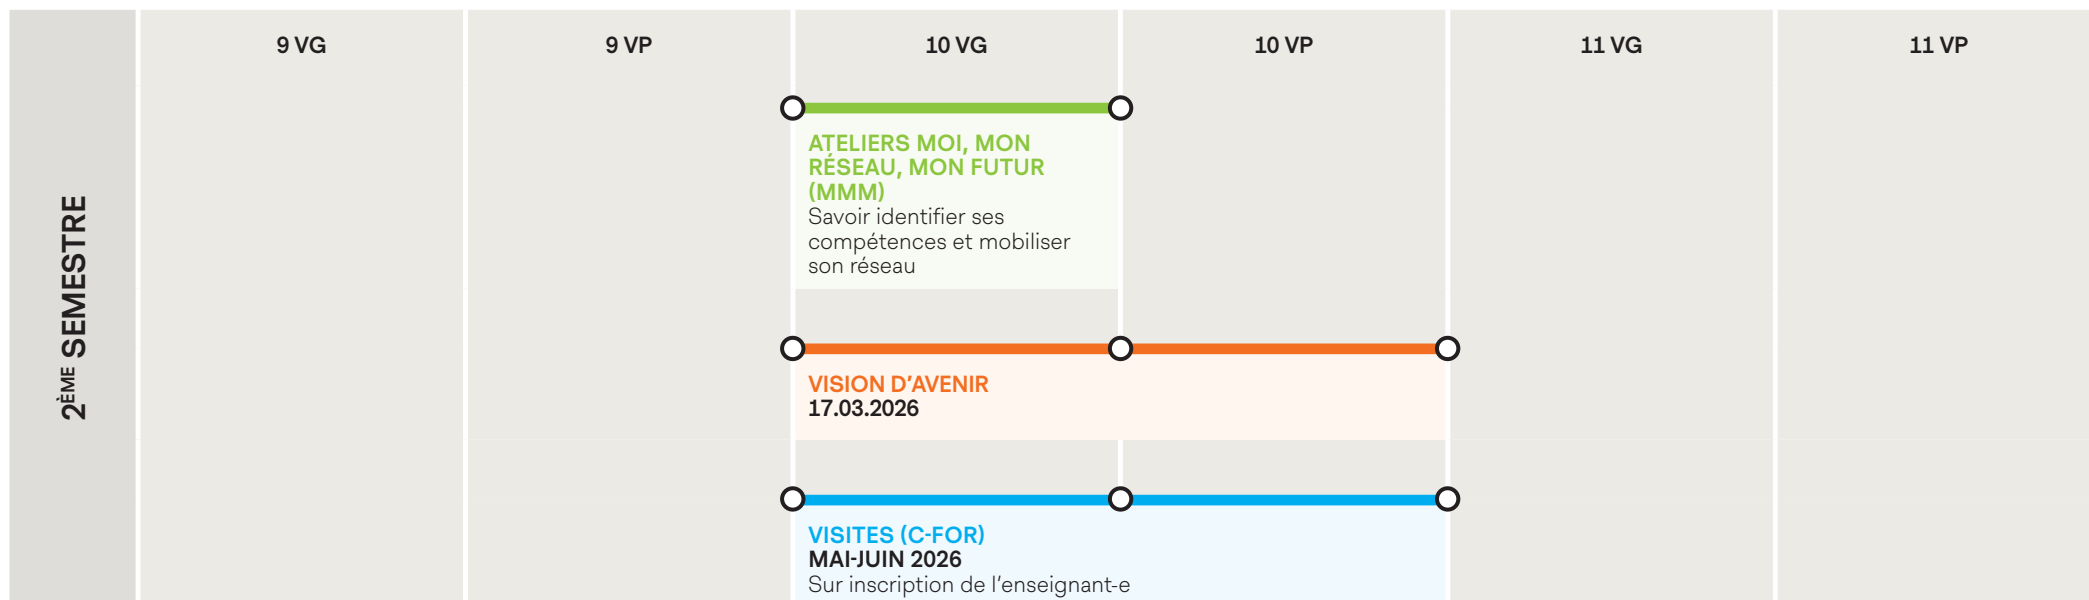 9 VG
9 VP
10 VG
10 VP
11 VG
11 VP
2ÈME SEMESTRE
ATELIERS MOI, MON
RÉSEAU, MON FUTUR
(MMM)
Savoir identifier ses
compétences et mobiliser
son réseau
VISION D’AVENIR
17.03.2026
VISITES (C-FOR)
MAI-JUIN 2026
Sur inscription de l’enseignant-e